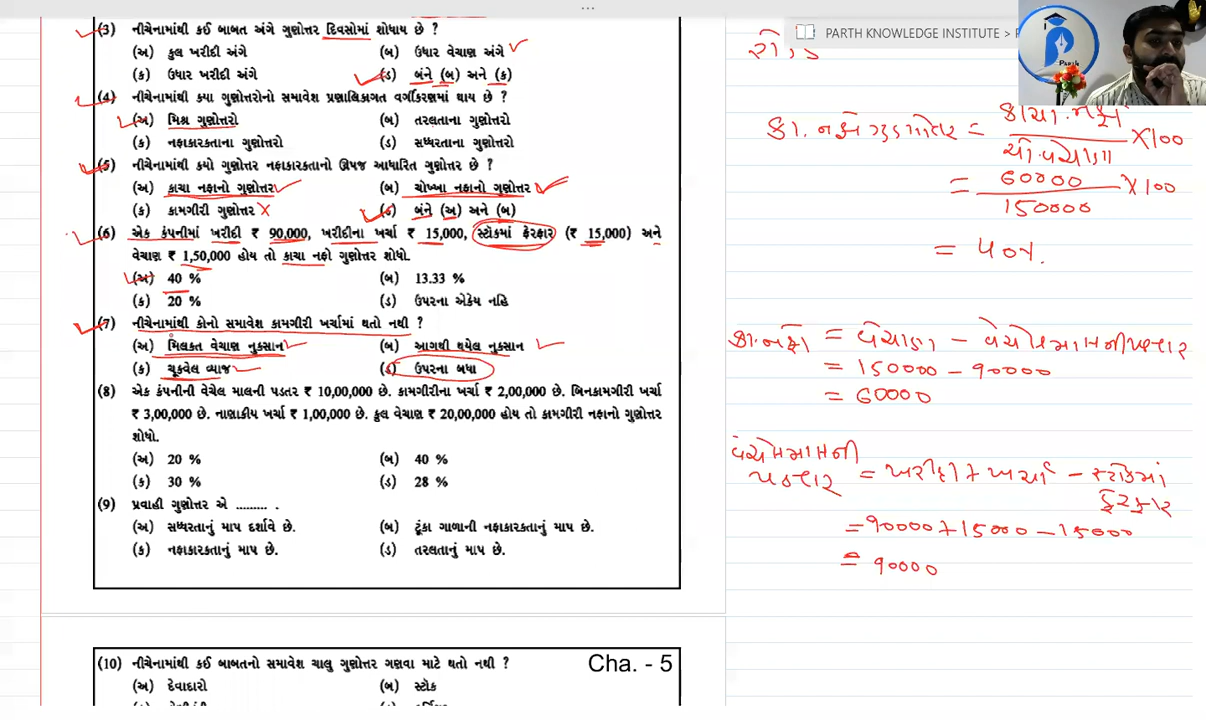 (3) નીચેનામાંથી કઈ બાબત અંગે ગુણોત્તર દિવસોમાં શોધાય છે ?
(અ) કુલ ખરીદી અંગે (બ) ઉધાર વેચાણ અંગે
(ક) ઉધાર ખરીદી અંગે (ડ) બંને (બ) અને (ક)
(4) નીચેનામાંથી ક્યા ગુણોત્તરોનો સમાવેશ પ્રણાલિકાગત વર્ગીકરણમાં થાય છે ?
(અ) મિશ્ર ગુણોત્તરો (બ) તરલતાના ગુણોત્તરો
(ક) નફાકારકતાના ગુણોત્તરો (ડ) સધ્ધરતાના ગુણોત્તરો
(5) નીચેનામાંથી કયો ગુણોત્તર નફાકારકતાનો ઊપજ આધારિત ગુણોત્તર છે ?
(અ) કાચા નફાનો ગુણોત્તર (બ) ચોખ્ખા નફાનો ગુણોત્તર
(ક) કામગીરી ગુણોત્તર X (ડ) બંને (અ) અને (બ)
(6) એક કંપનીમાં ખરીદી ₹ 90,000, ખરીદીના ખર્ચા ₹ 15,000, સ્ટૉકમાં ફેરફાર (₹ 15,000) અને
વેચાણ ₹ 1,50,000 હોય તો કાચા નફો ગુણોત્તર શોધો.
(અ) 40 % (બ) 13.33 %
(ક) 20 % (ડ) ઉપરના એકેય નહિ
(7) નીચેનામાંથી કોનો સમાવેશ કામગીરી ખર્ચામાં થતો નથી ?
(અ) મિલકત વેચાણ નુક્સાન (બ) આગથી થયેલ નુક્સાન
(ક) ચૂકવેલ વ્યાજ (ડ) ઉપરના બધા
(8) એક કંપનીની વેચેલ માલની પડતર ₹ 10,00,000 છે. કામગીરીના ખર્ચા ₹ 2,00,000 છે. બિનકામગીરી ખર્ચા
₹ 3,00,000 છે. નાણાકીય ખર્ચા ₹ 1,00,000 છે. કુલ વેચાણ ₹ 20,00,000 હોય તો કામગીરી નફાનો ગુણોત્તર
શોધો.
(અ) 20 % (બ) 40 %
(ક) 30 % (ડ) 28 %
(9) પ્રવાહી ગુણોત્તર એ ......... .
(અ) સધ્ધરતાનું માપ દર્શાવે છે. (બ) ટૂંકા ગાળાની નફાકારકતાનું માપ છે.
(ક) નફાકારકતાનું માપ છે. (ડ) તરલતાનું માપ છે.
(10) નીચેનામાંથી કઈ બાબતનો સમાવેશ ચાલુ ગુણોત્તર ગણવા માટે થતો નથી ? Cha. - 5
(અ) દેવાદારો (બ) સ્ટૉક
PARTH KNOWLEDGE INSTITUTE >
Parth
કા. નફો ગુણોત્તર = કાચો. નફો X100
ચો. વેચાણ
= 60000 X100
150000
= 40%.
કા. નફો = વેચાણ - વેચેલ માલની પડતર
= 150000 - 90000
= 60000
વેચેલ માલની
પડતર = ખરીદી + ખર્ચા - સ્ટોકમાં
ફેરફાર
= 90000 + 15000 - 15000
= 90000